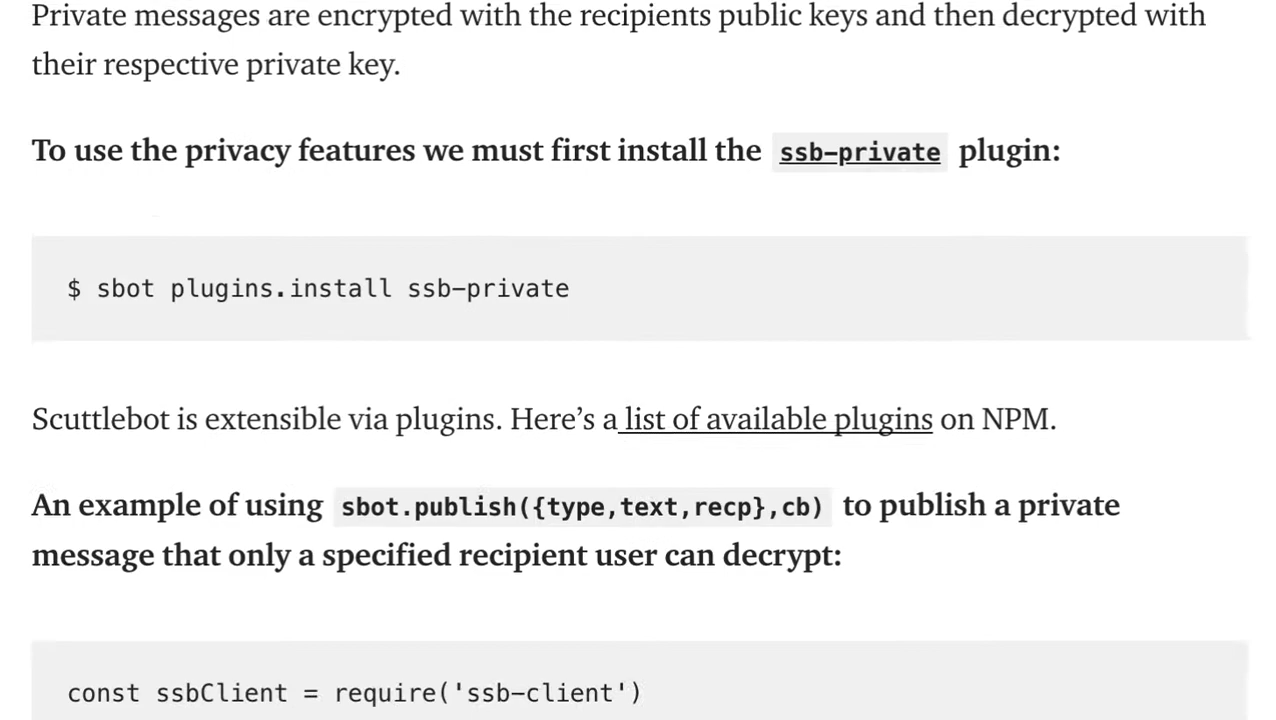 Private messages are encrypted with the recipients public keys and then decrypted with
their respective private key.
To use the privacy features we must first install the ssb-private plugin:
$ sbot plugins.install ssb-private
Scuttlebot is extensible via plugins. Here’s a list of available plugins on NPM.
An example of using sbot.publish({type,text,recp},cb) to publish a private
message that only a specified recipient user can decrypt:
const ssbClient = require('ssb-client')